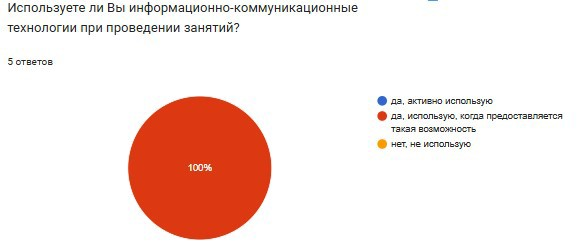 Используете ли Вы информационно-коммуникационные
технологии при проведении занятий?
5 ответов
да, активно использую
да, использую, когда предоставляется
такая возможность
нет, не использую
100%